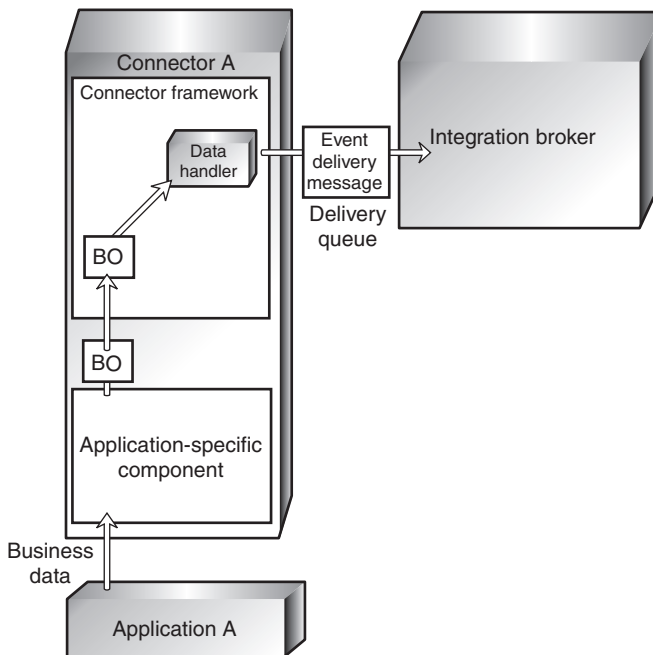 Connector A
Connector framework
Data
handler
BO
BO
Application-specific
component
Business
data
Application A
Event
delivery
message
Delivery
queue
Integration broker